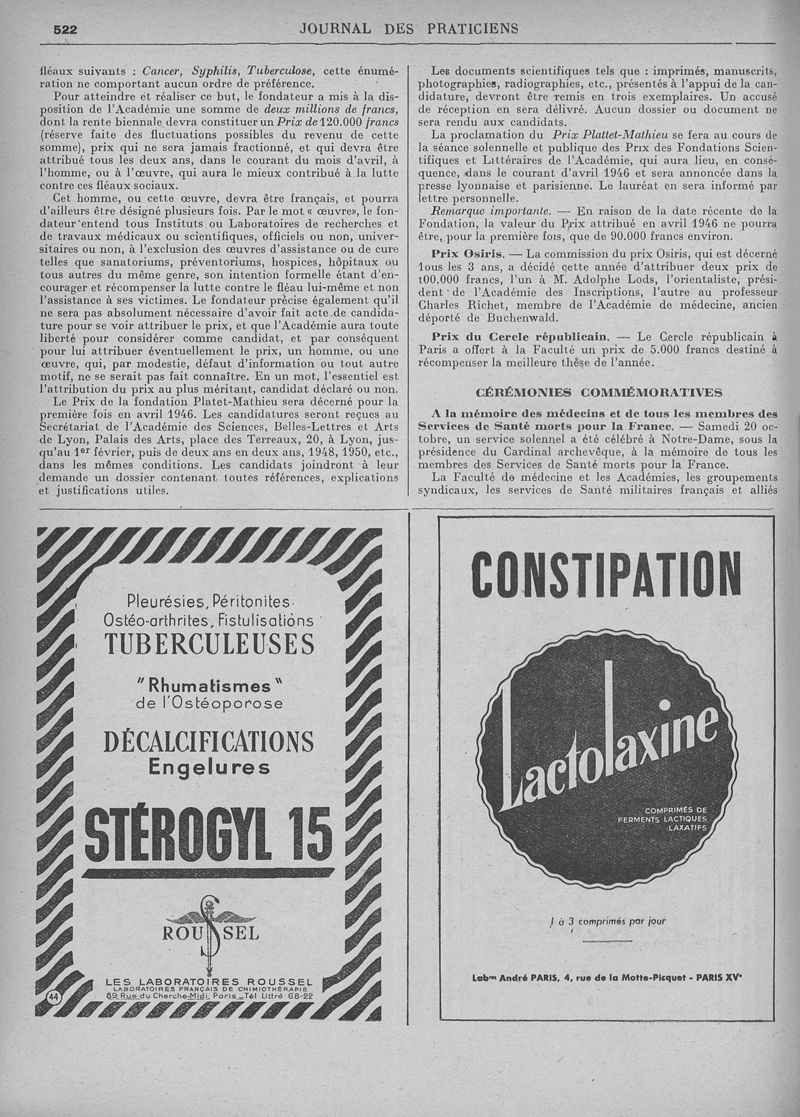 522
JOURNAL DES PRATICIENS
fléaux suivants : Cancer, Syphilis, Tuberculose, cette énumé-
ration ne comportant aucun ordre de préférence.
Pour atteindre et réaliser ce but, le fondateur a mis à la dis-
position de l'Académie une somme de deux millions de francs,
dont la rente biennale devra constituer un Prix de 120.000 francs
(réserve faite des fluctuations possibles du revenu de cette
somme), prix qui ne sera jamais fractionné, et qui devra être
attribué tous les deux ans, dans le courant du mois d'avril, à
l'homme, ou à l'œuvre, qui aura le mieux contribué à la lutte
contre ces fléaux sociaux.
Cet homme, ou cette œuvre, devra être français, et pourra
d'ailleurs être désigné plusieurs fois. Par le mot « œuvre», le fon-
dateur entend tous Instituts ou Laboratoires de recherches et
de travaux médicaux ou scientifiques, officiels ou non, univer-
sitaires ou non, à l'exclusion des œuvres d'assistance ou de cure
telles que sanatoriums, préventoriums, hospices, hôpitaux ou
tous autres du même genre, son intention formelle étant d'en-
courager et récompenser la lutte contre le fléau lui-même et non
l'assistance à ses victimes. Le fondateur précise également qu'il
ne sera pas absolument nécessaire d'avoir fait acte de candida-
ture pour se voir attribuer le prix, et que l'Académie aura toute
liberté pour considérer comme candidat, et par conséquent
pour lui attribuer éventuellement le prix, un homme, ou une
œuvre, qui, par modestie, défaut d'information ou tout autre
motif, ne se serait pas fait connaître. En un mot, l'essentiel est
l'attribution du prix au plus méritant, candidat déclaré ou non.
Le Prix de la fondation Platet-Mathieu sera décerné pour la
première fois en avril 1946. Les candidatures seront reçues au
Secrétariat de l'Académie des Sciences, Belles-Lettres et Arts
de Lyon, Palais des Arts, place des Terreaux, 20, à Lyon, jus-
qu'au 1er février, puis de deux ans en deux ans, 1948, 1950, etc.,
dans les mêmes conditions. Les candidats joindront à leur
demande un dossier contenant toutes références, explications
et justifications utiles.
Les documents scientifiques tels que : imprimés, manuscrits,
photographies, radiographies, etc., présentés à l'appui de la can-
didature, devront être remis en trois exemplaires. Un accusé
de réception en sera délivré. Aucun dossier ou document ne
sera rendu aux candidats.
La proclamation du Prix Plattet-Mathieu se fera au cours de
la séance solennelle et publique des Prix des Fondations Scien-
tifiques et Littéraires de l'Académie, qui aura lieu, en consé-
quence, dans le courant d'avril 1946 et sera annoncée dans la
presse lyonnaise et parisienne. Le lauréat en sera informé par
lettre personnelle.
Remarque importante. — En raison de la date récente de la
Fondation, la valeur du Prix attribué en avril 1946 ne pourra
être, pour la première fois, que de 90.000 francs environ.
Prix Osiris. — La commission du prix Osiris, qui est décerné
tous les 3 ans, a décidé cette année d'attribuer deux prix de
100.000 francs, l'un à M. Adolphe Lods, l'orientaliste, prési-
dent de l'Académie des Inscriptions, l'autre au professeur
Charles Richet, membre de l'Académie de médecine, ancien
déporté de Buchenwald.
Prix du Cercle républicain. — Le Cercle républicain à
Paris a offert à la Faculté un prix de 5.000 francs destiné à
récompenser la meilleure thèse de l'année.
CÉRÉMONIES COMMÉMORATIVES
A la mémoire des médecins et de tous les membres des
Services de Santé morts pour la France. — Samedi 20 oc-
tobre, un service solennel a été célébré à Notre-Dame, sous la
présidence du Cardinal archevêque, à la mémoire de tous les
membres des Services de Santé morts pour la France.
La Faculté de médecine et les Académies, les groupements
syndicaux, les services de Santé militaires français et alliés
Pleurésies, Péritonites
Ostéo-arthrites, Fistulisations
TUBERCULEUSES
"Rhumatismes"
de l'Ostéoporose
DÉCALCIFICATIONS
Engelures
STÉROGYL 15
ROUSSEL
LES LABORATOIRES ROUSSEL
LABORATOIRES FRANÇAIS DE CHIMIOTHÉRAPIE
89, Rue du Cherche-Midi, Paris _ Tél Littré 68-22
44
CONSTIPATION
Lactolaxine
COMPRIMÉS DE
FERMENTS LACTIQUES
LAXATIFS
1 à 3 comprimés par jour
Labres André PARIS, 4, rue de la Motte-Picquet - PARIS XVe